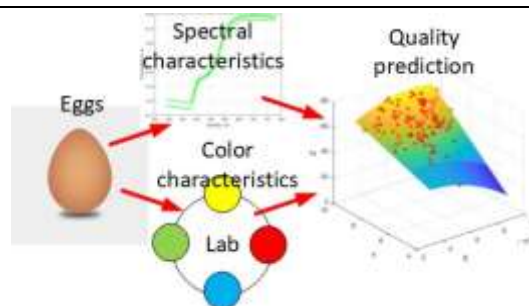 Spectral
characteristics
Quality
prediction
Eggs
Color
characteristics
Lab